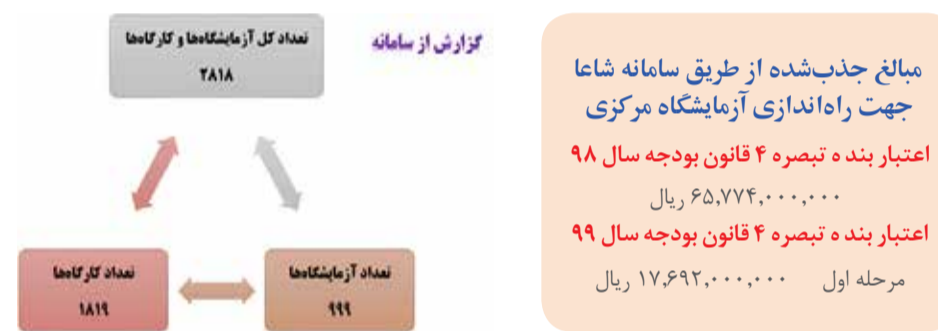 گزارش از سامانه
تعداد کل آزمایشگاه‌ها و کارگاه‌ها
۲۸۱۸
تعداد کارگاه‌ها
۱۸۱۹
تعداد آزمایشگاه‌ها
۹۹۹
مبالغ جذب‌شده از طریق سامانه شاعا
جهت راه‌اندازی آزمایشگاه مرکزی
اعتبار بند ه تبصره ۴ قانون بودجه سال ۹۸
۶۵,۷۷۴,۰۰۰,۰۰۰ ریال
اعتبار بند ه تبصره ۴ قانون بودجه سال ۹۹
مرحله اول ۱۷,۶۹۲,۰۰۰,۰۰۰ ریال